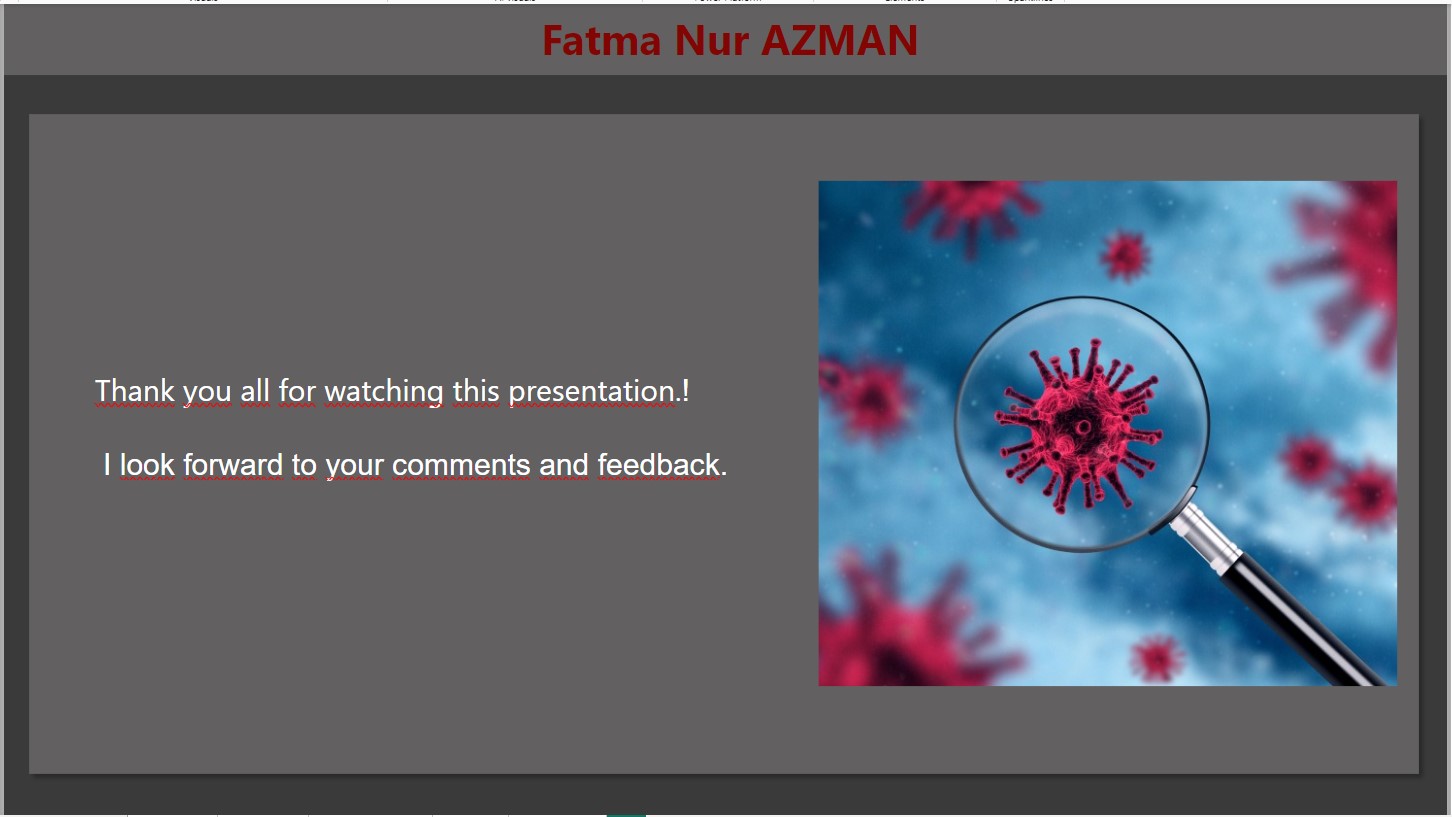 Fatma Nur AZMAN
Thank you all for watching this presentation.!
I look forward to your comments and feedback.